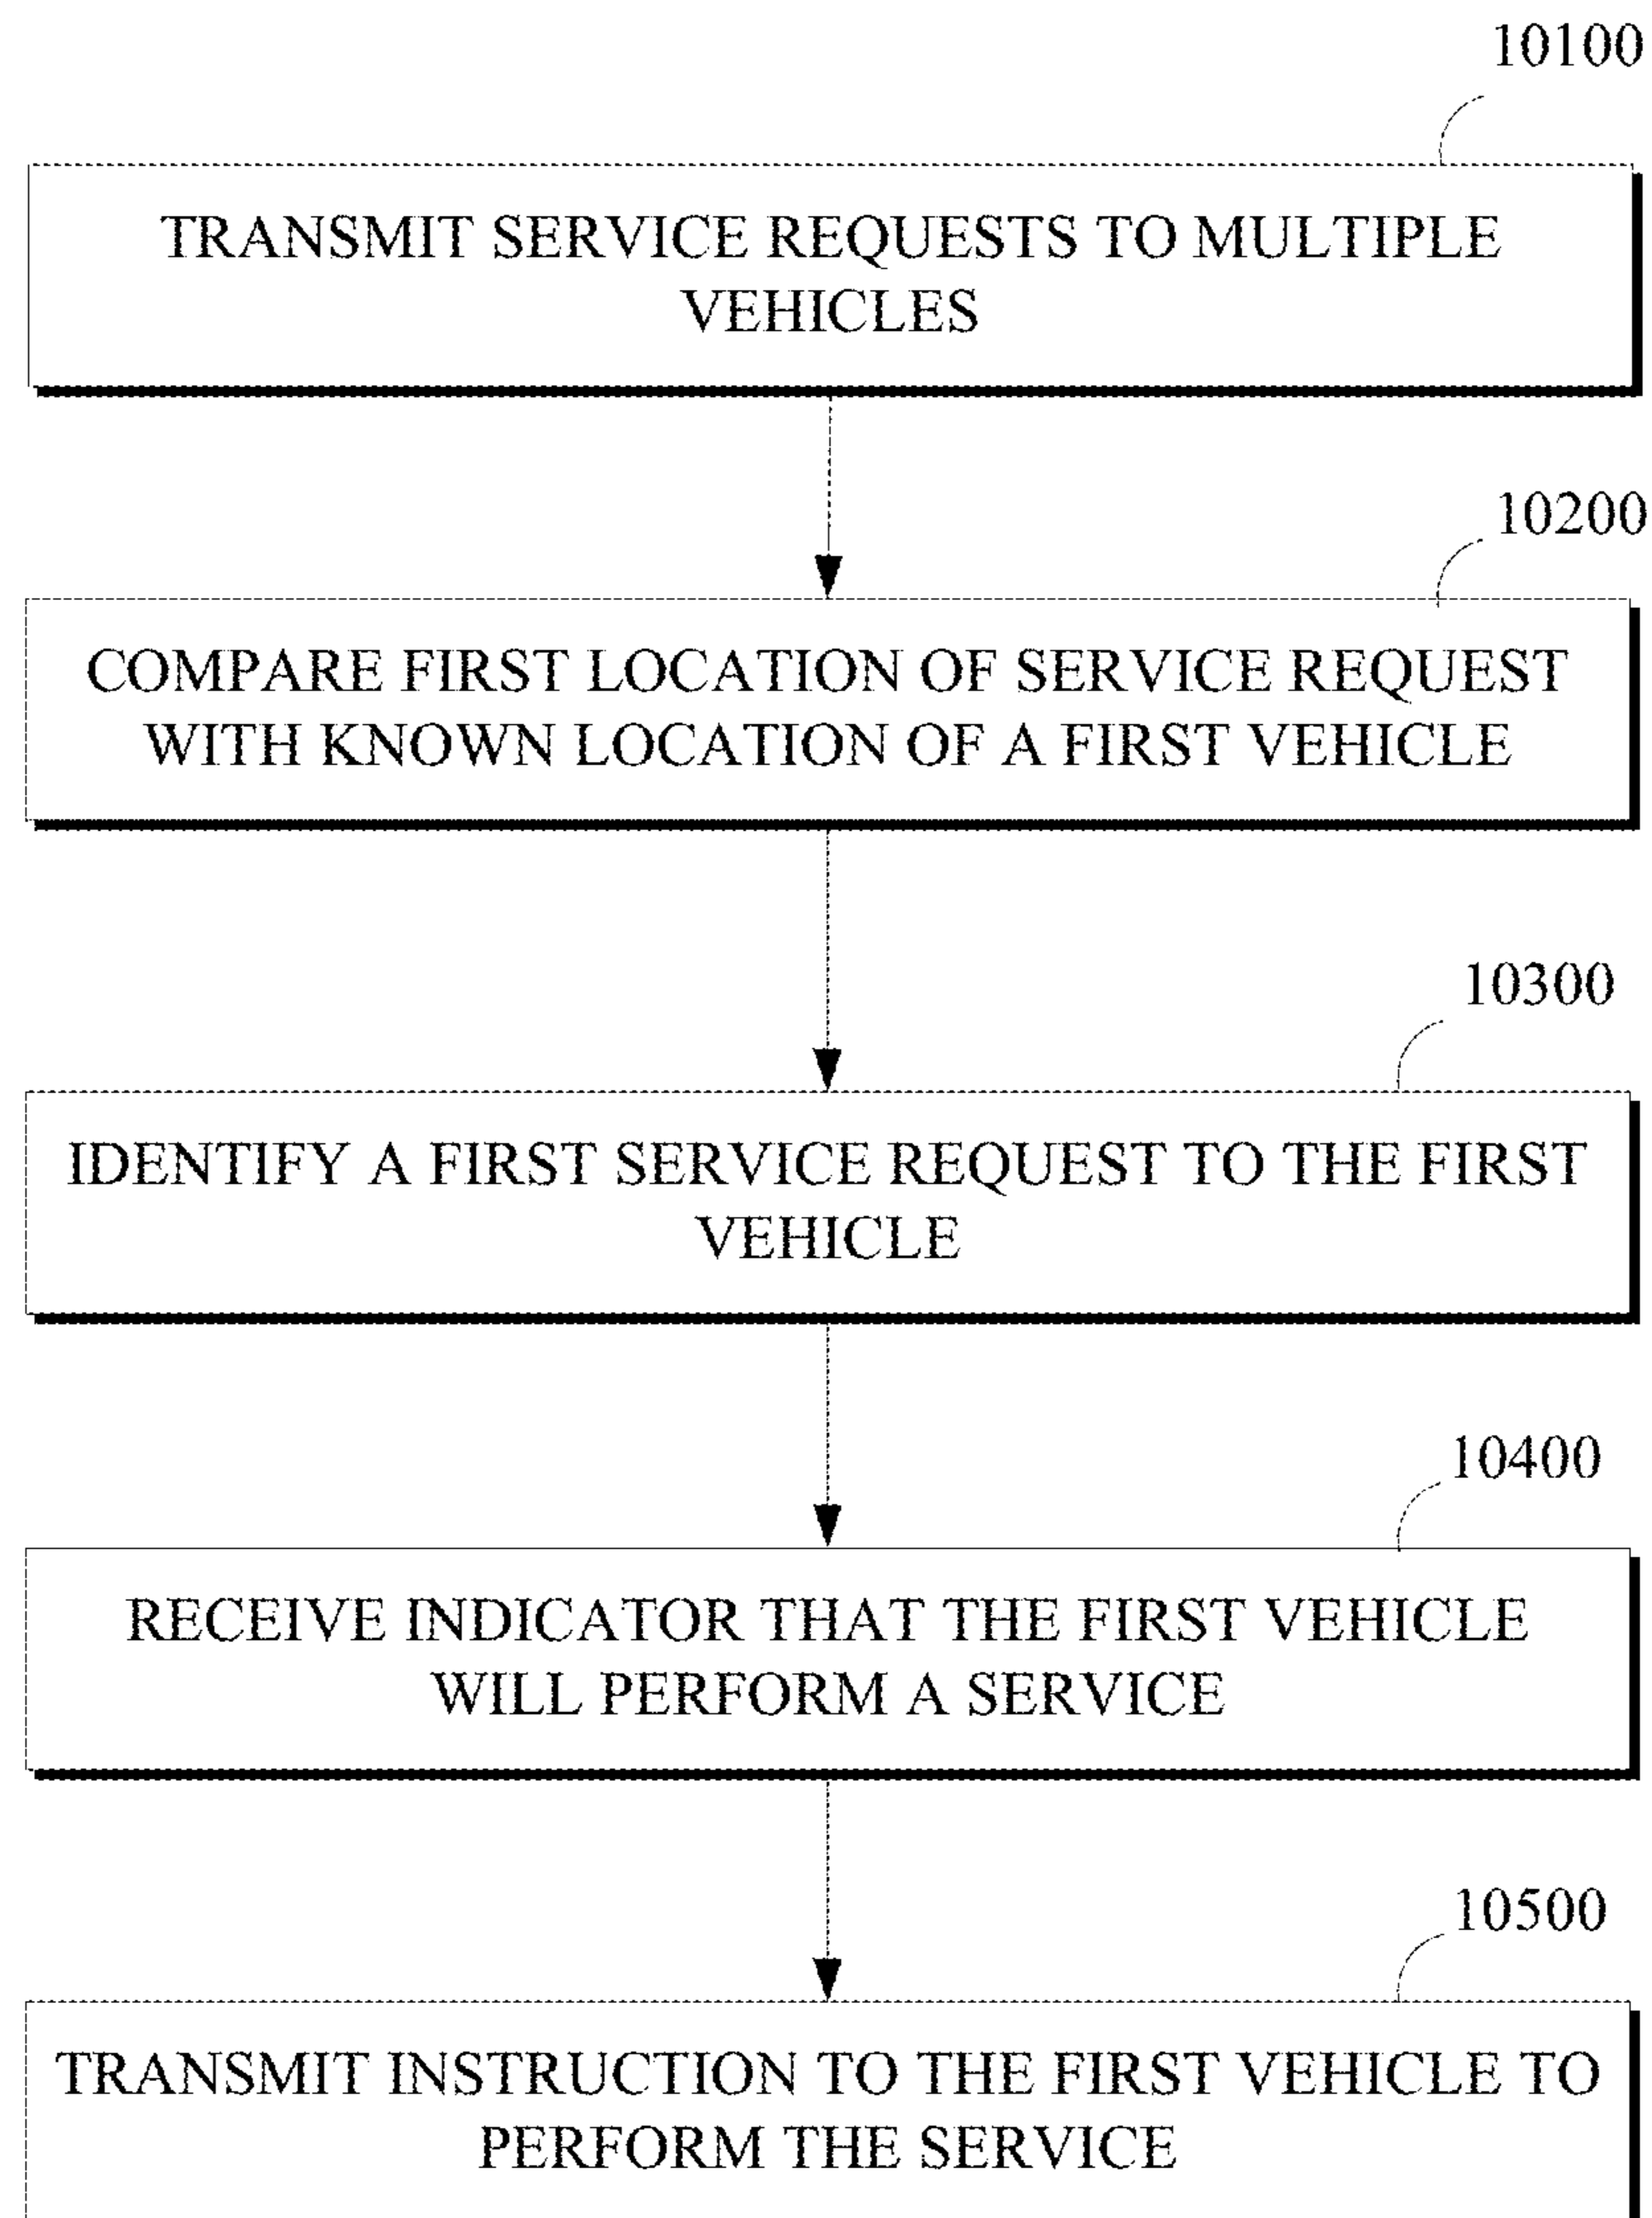 10100
TRANSMIT SERVICE REQUESTS TO MULTIPLE
VEHICLES
10200
COMPARE FIRST LOCATION OF SERVICE REQUEST
WITH KNOWN LOCATION OF A FIRST VEHICLE
10300
IDENTIFY A FIRST SERVICE REQUEST TO THE FIRST
VEHICLE
10400
RECEIVE INDICATOR THAT THE FIRST VEHICLE
WILL PERFORM A SERVICE
10500
TRANSMIT INSTRUCTION TO THE FIRST VEHICLE TO
PERFORM THE SERVICE